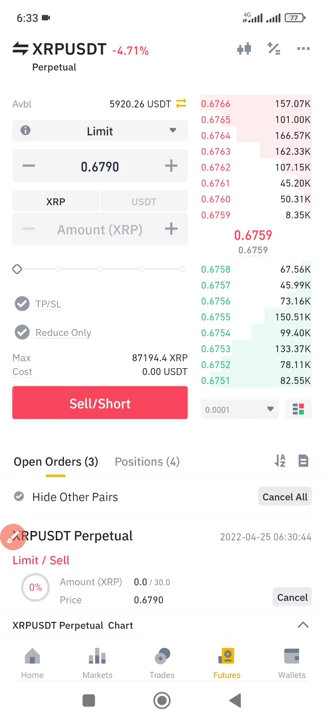 6:33
4G
77
XRPUSDT -4.71%
Perpetual
Avbl 5920.26 USDT
Limit
0.6790
XRP USDT
Amount (XRP)
TP/SL
Reduce Only
Max 87194.4 XRP
Cost 0.00 USDT
Sell/Short
0.6766 157.07K
0.6765 101.00K
0.6764 166.57K
0.6763 162.33K
0.6762 107.15K
0.6761 45.20K
0.6760 50.31K
0.6759 8.35K
0.6759
0.6759
0.6758 67.56K
0.6757 45.99K
0.6756 73.16K
0.6755 150.51K
0.6754 99.40K
0.6753 133.37K
0.6752 78.11K
0.6751 82.55K
0.0001
Open Orders (3) Positions (4)
Hide Other Pairs Cancel All
XRPUSDT Perpetual 2022-04-25 06:30:44
Limit / Sell
0% Amount (XRP) 0.0 / 30.0
Price 0.6790 Cancel
XRPUSDT Perpetual Chart
Home Markets Trades Futures Wallets